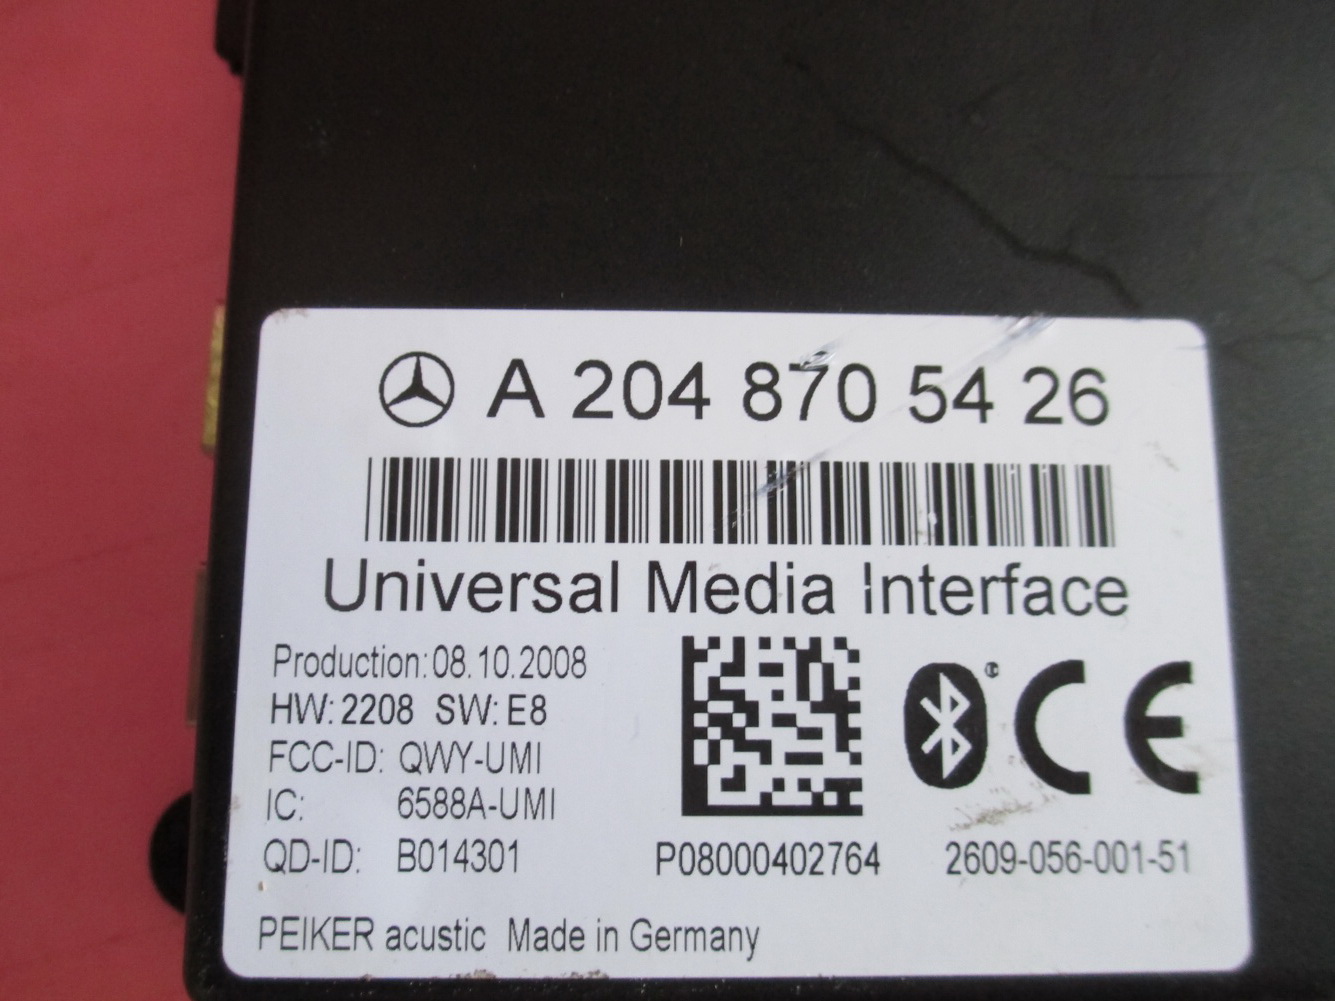 A 204 870 54 26
Universal Media Interface
Production: 08.10.2008
HW: 2208 SW: E8
FCC-ID: QWY-UMI
IC: 6588A-UMI
QD-ID: B014301
P08000402764
2609-056-001-51
CE
PEIKER acustic Made in Germany